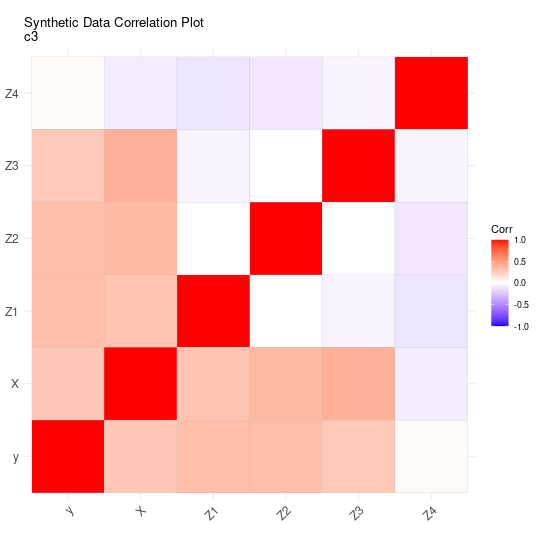 Synthetic Data Correlation Plot
c3
Z4
Z3
Z2
Z1
X
y
y
X
Z1
Z2
Z3
Z4
Corr
1.0
0.5
0.0
-0.5
-1.0